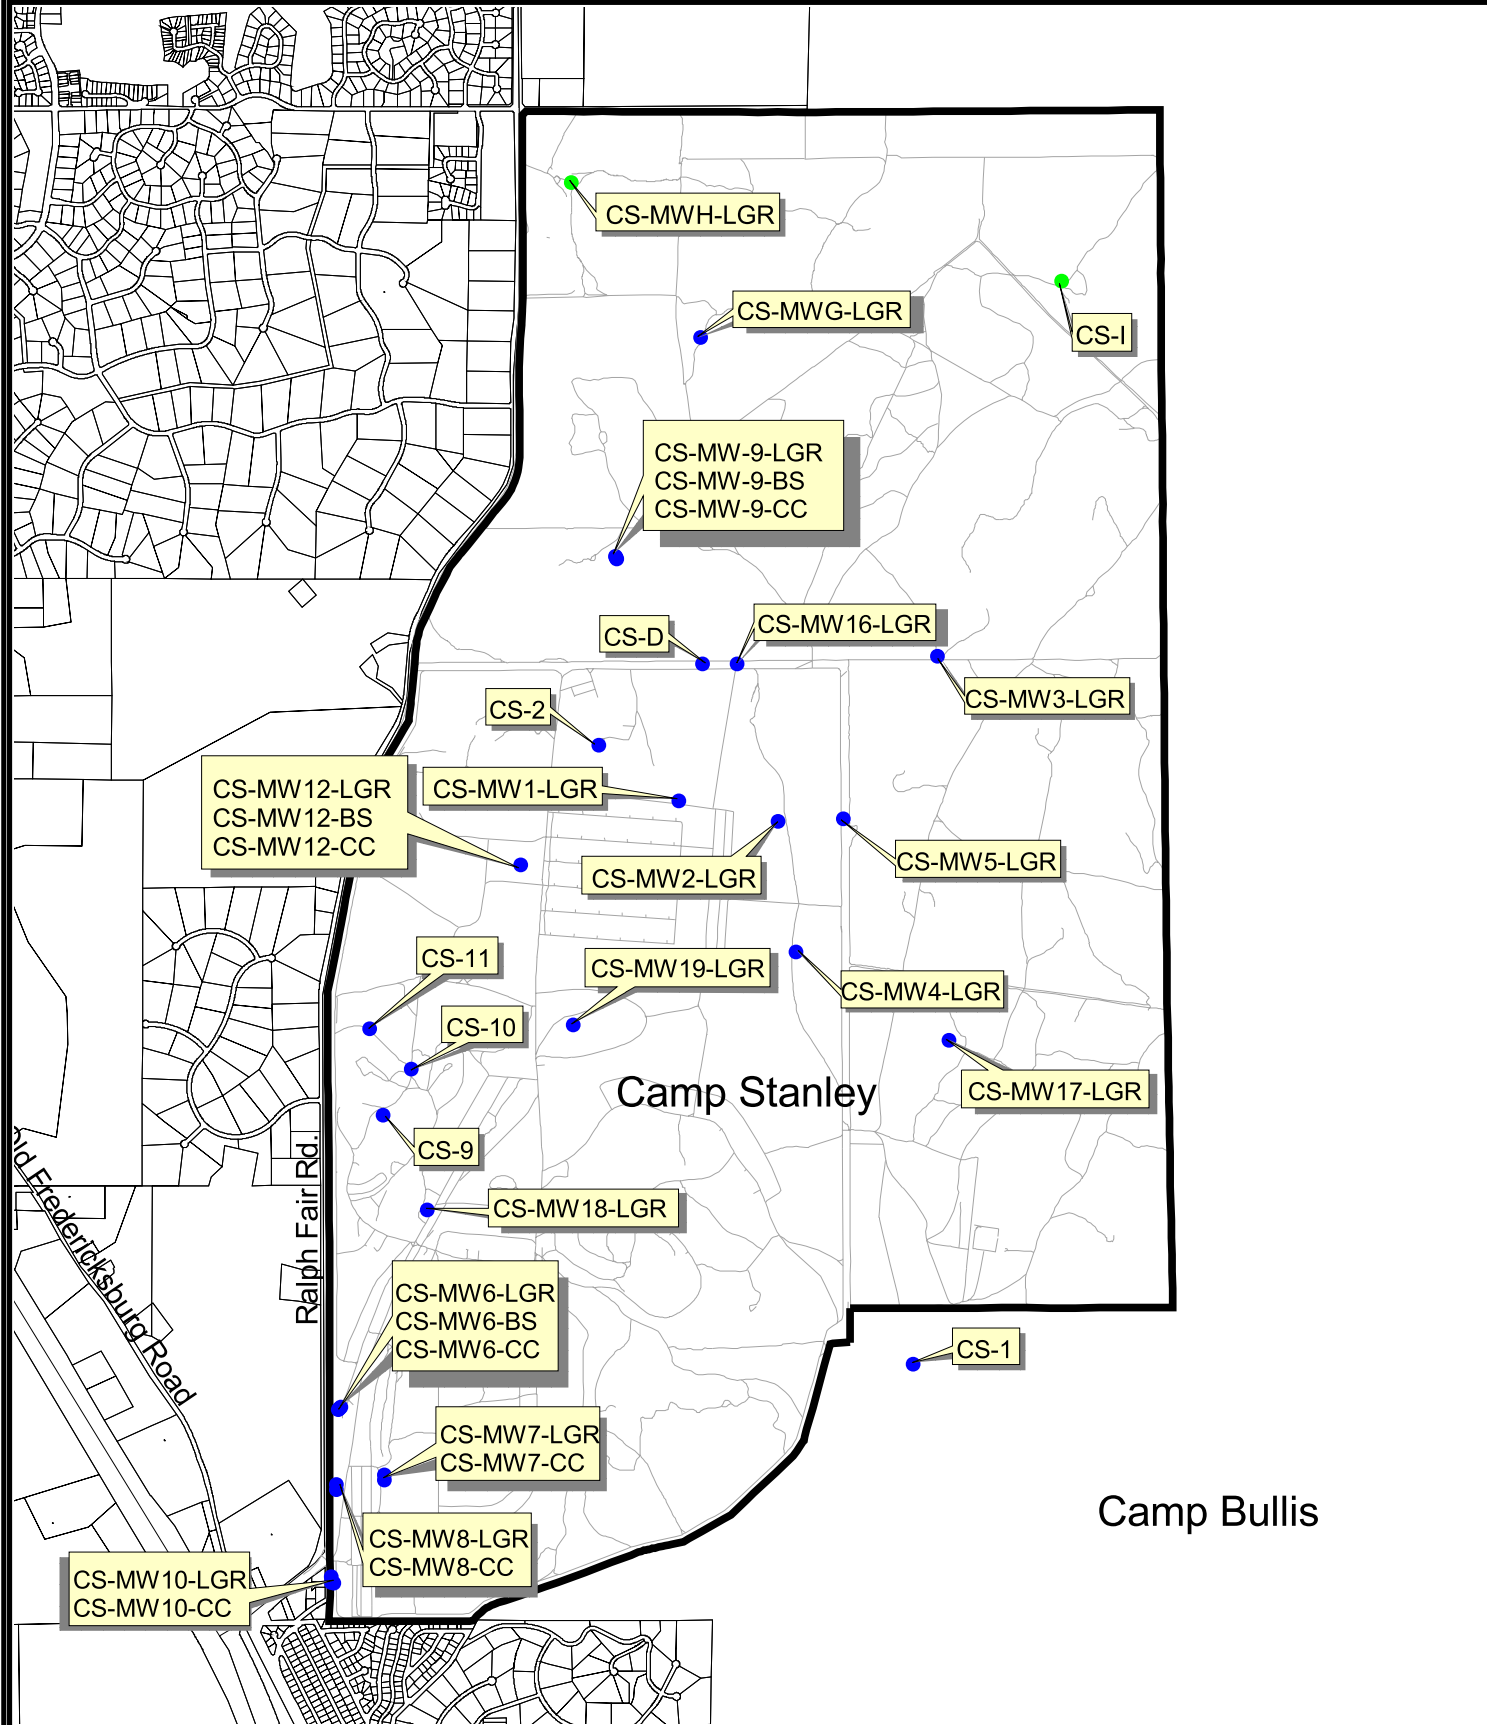 CS-MWH-LGR
CS-MWG-LGR
CS-I
CS-MW-9-LGR
CS-MW-9-BS
CS-MW-9-CC
CS-D
CS-MW16-LGR
CS-MW3-LGR
CS-2
CS-MW1-LGR
CS-MW12-LGR
CS-MW12-BS
CS-MW12-CC
CS-MW2-LGR
CS-MW5-LGR
CS-11
CS-MW19-LGR
CS-MW4-LGR
CS-10
Camp Stanley
CS-MW17-LGR
CS-9
Ralph Fair Rd.
Old Fredericksburg Road
CS-MW18-LGR
CS-MW6-LGR
CS-MW6-BS
CS-MW6-CC
CS-1
CS-MW7-LGR
CS-MW7-CC
Camp Bullis
CS-MW8-LGR
CS-MW8-CC
CS-MW10-LGR
CS-MW10-CC